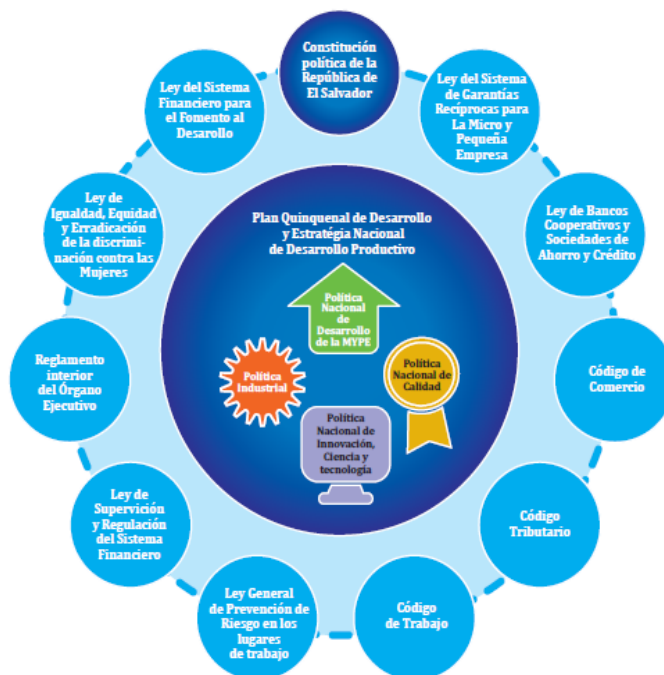 Constitución
política de la
República de
El Salvador
Ley del Sistema
de Garantías
Recíprocas para
La Micro y
Pequeña
Empresa
Ley de Bancos
Cooperativos y
Sociedades de
Ahorro y Crédito
Código de
Comercio
Código
Tributario
Código
de Trabajo
Ley General
de Prevención de
Riesgo en los
lugares
de trabajo
Ley de
Supervición
y Regulación
del Sistema
Financiero
Reglamento
interior
del Órgano
Ejecutivo
Ley de
Igualdad, Equidad
y Erradicación
de la discrimi-
nación contra las
Mujeres
Ley del Sistema
Financiero para
el Fomento al
Desarollo
Plan Quinquenal de Desarrollo
y Estratégia Nacional
de Desarrollo Productivo
Política
Nacional
de
Desarrollo
de la MYPE
Política
Industrial
Política
Nacional de
Calidad
Política
Nacional de
Innovación,
Ciencia y
tecnología